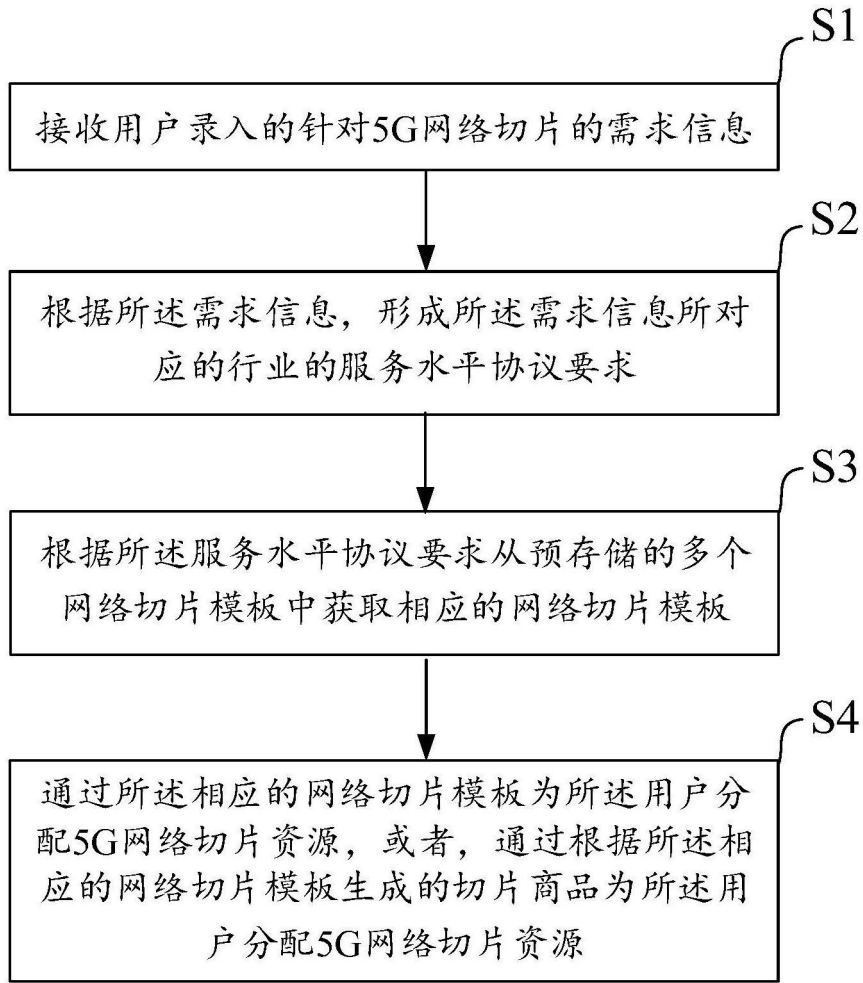 S1
接收用户录入的针对5G网络切片的需求信息
S2
根据所述需求信息，形成所述需求信息所对
应的行业的服务水平协议要求
S3
根据所述服务水平协议要求从预存储的多个
网络切片模板中获取相应的网络切片模板
S4
通过所述相应的网络切片模板为所述用户分
配5G网络切片资源，或者，通过根据所述相
应的网络切片模板生成的切片商品为所述用
户分配5G网络切片资源